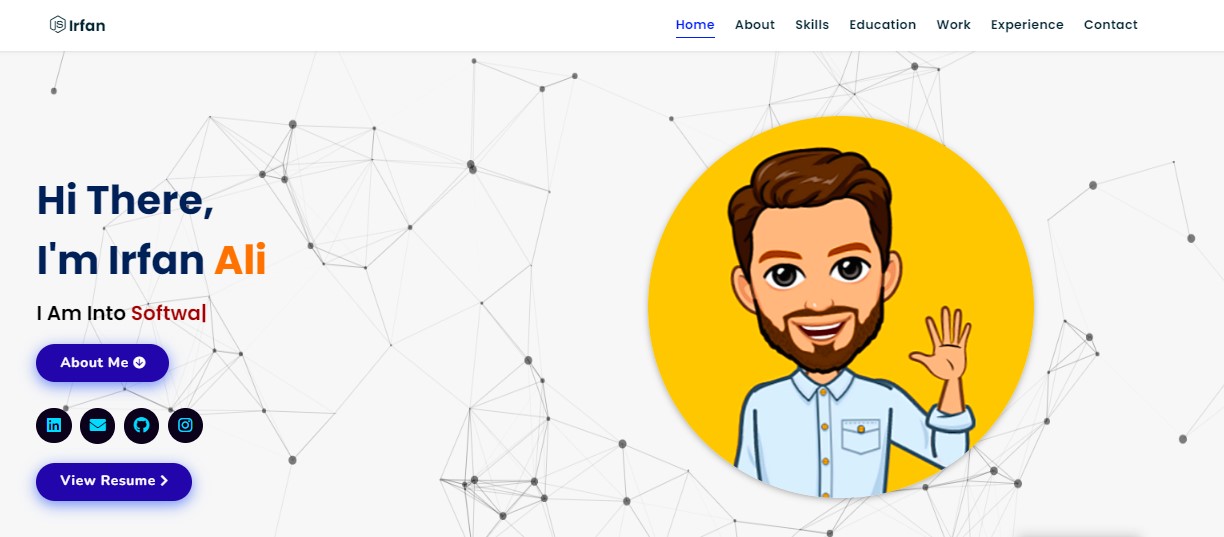 Irfan
Home About Skills Education Work Experience Contact
Hi There,
I'm Irfan Ali
I Am Into Softwa|
About Me
View Resume